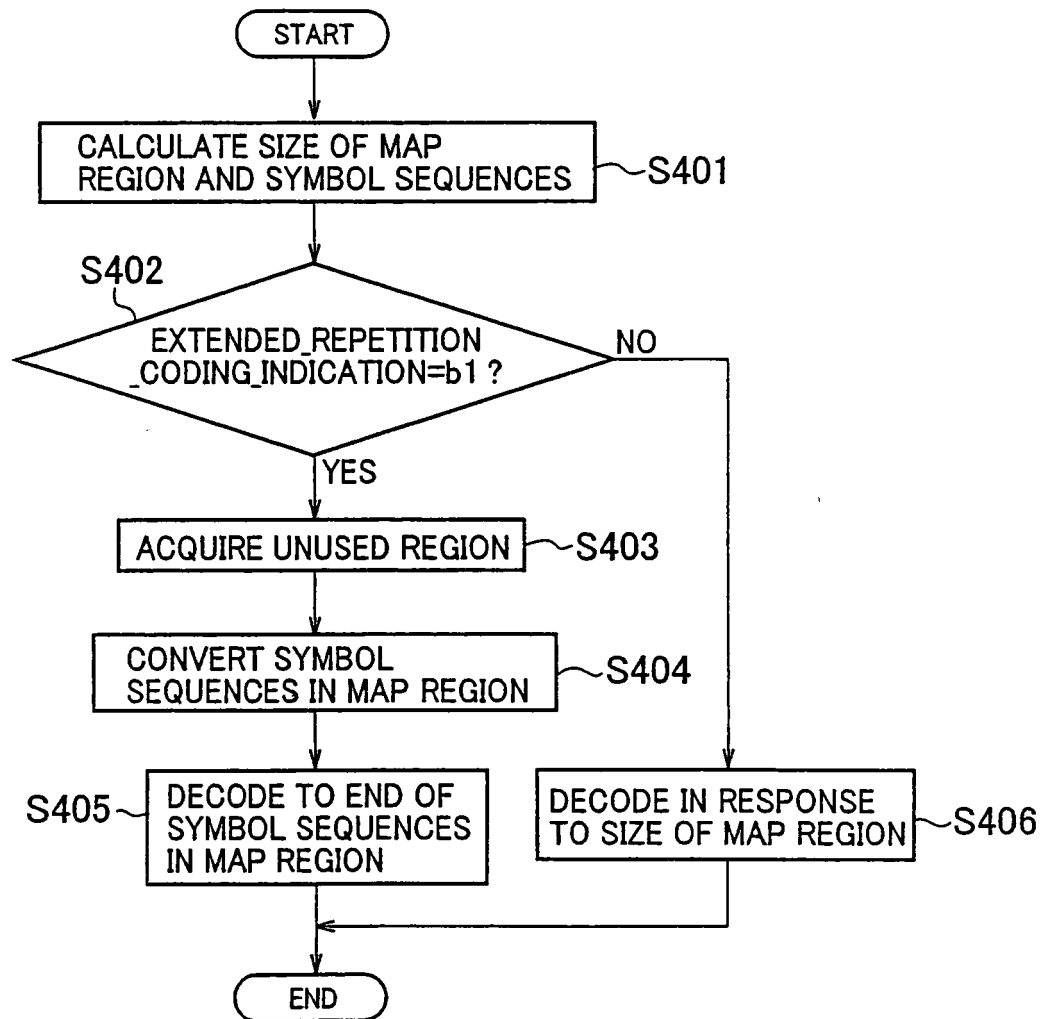 START
CALCULATE SIZE OF MAP
REGION AND SYMBOL SEQUENCES
S401
S402
EXTENDED_REPETITION
_CODING_INDICATION=b1 ?
NO
YES
ACQUIRE UNUSED REGION
S403
CONVERT SYMBOL
SEQUENCES IN MAP REGION
S404
S405
DECODE TO END OF
SYMBOL SEQUENCES
IN MAP REGION
DECODE IN RESPONSE
TO SIZE OF MAP REGION
S406
END